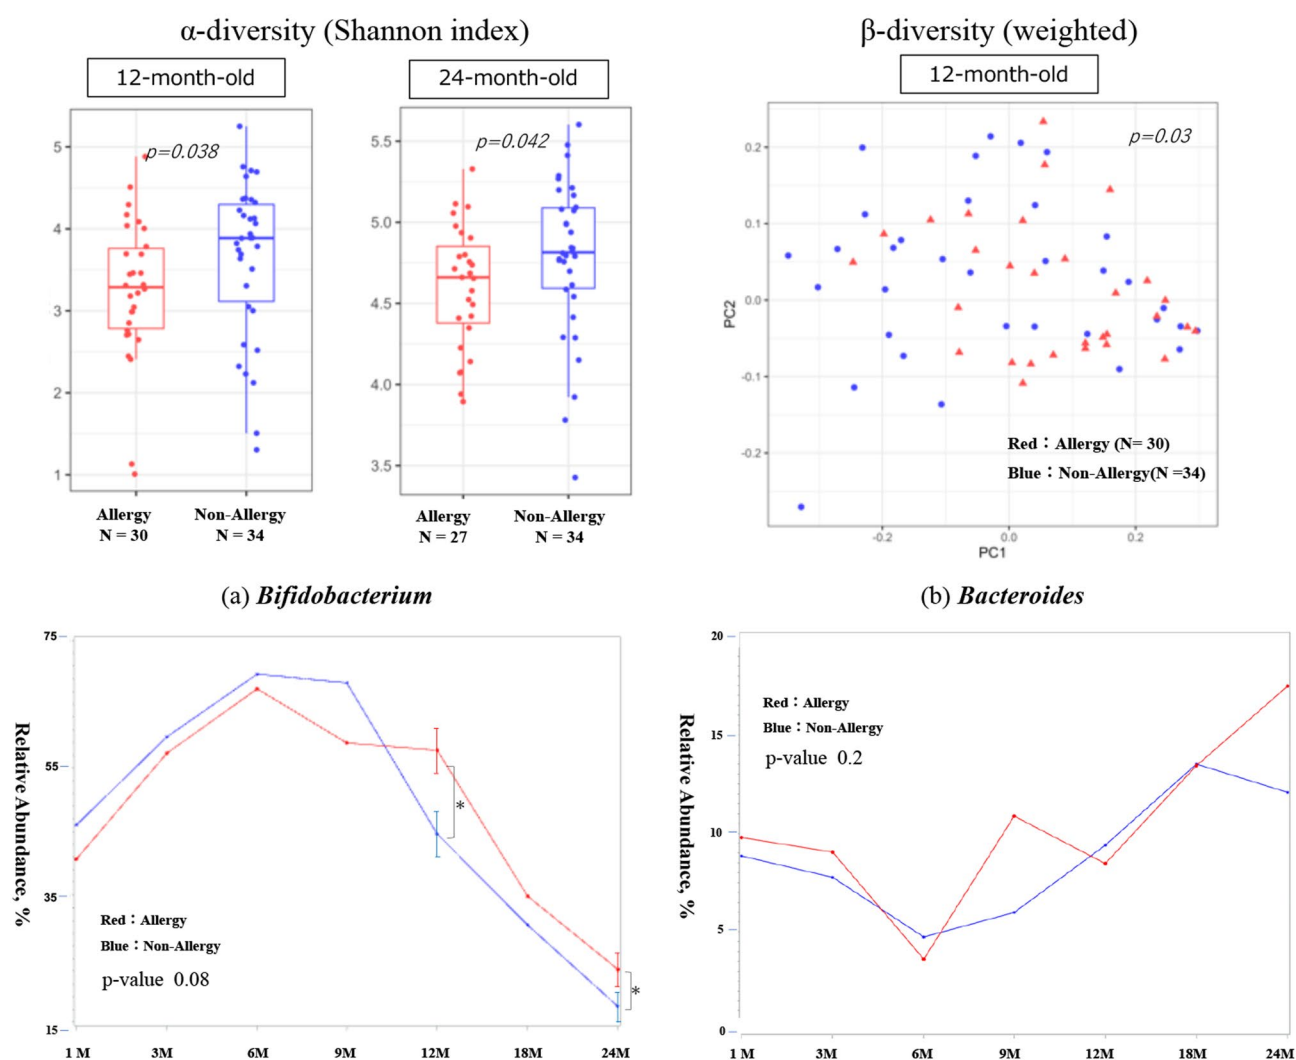 α-diversity (Shannon index)
12-month-old
24-month-old
p=0.038
p=0.042
5
4
3
2
1
5.5
5.0
4.5
4.0
3.5
Allergy
N = 30
Non-Allergy
N = 34
Allergy
N = 27
Non-Allergy
N = 34
β-diversity (weighted)
12-month-old
p=0.03
PC2
0.2
0.1
0.0
-0.1
-0.2
Red：Allergy (N= 30)
Blue：Non-Allergy(N =34)
-0.2
0.0
0.2
PC1
(a) Bifidobacterium
Relative Abundance, %
75
55
35
15
*
*
Red：Allergy
Blue：Non-Allergy
p-value 0.08
1 M
3M
6M
9M
12M
18M
24M
(b) Bacteroides
Relative Abundance, %
20
15
10
5
0
Red：Allergy
Blue：Non-Allergy
p-value 0.2
1 M
3M
6M
9M
12M
18M
24M